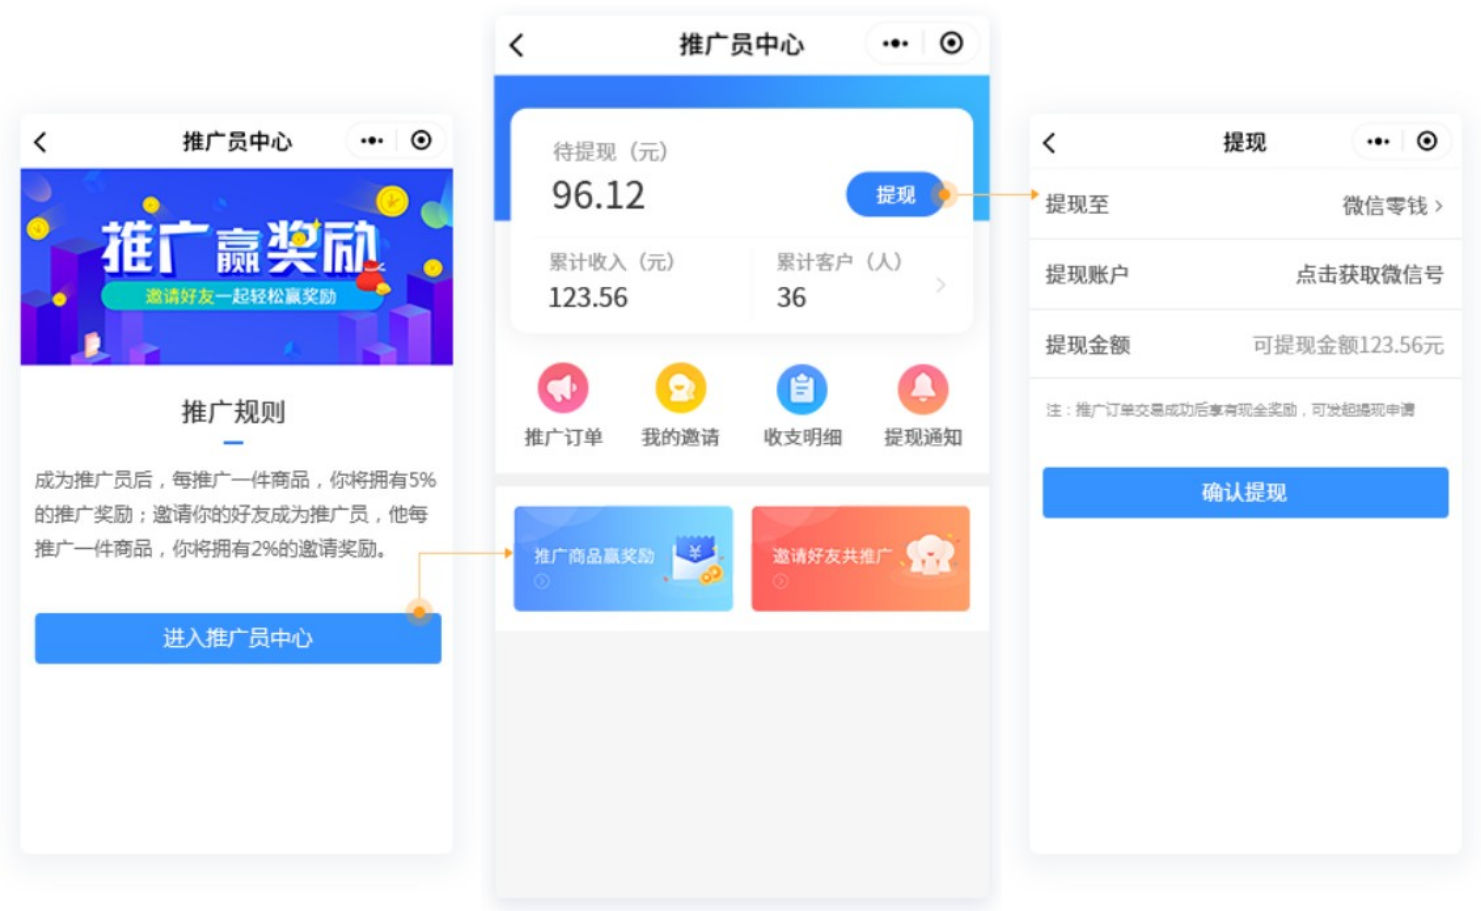 推广员中心
推广赢奖励
邀请好友一起轻松赢奖励
推广规则
成为推广员后，每推广一件商品，你将拥有5%
的推广奖励；邀请你的好友成为推广员，他每
推广一件商品，你将拥有2%的邀请奖励。
进入推广员中心
推广员中心
待提现（元）
96.12
提现
累计收入（元）
累计客户（人）
123.56
36
推广订单
我的邀请
收支明细
提现通知
推广商品赢奖励
¥
邀请好友共推广
提现
提现至
微信零钱
提现账户
点击获取微信号
提现金额
可提现金额123.56元
注：推广订单交易成功后享有现金奖励，可发起提现申请
确认提现